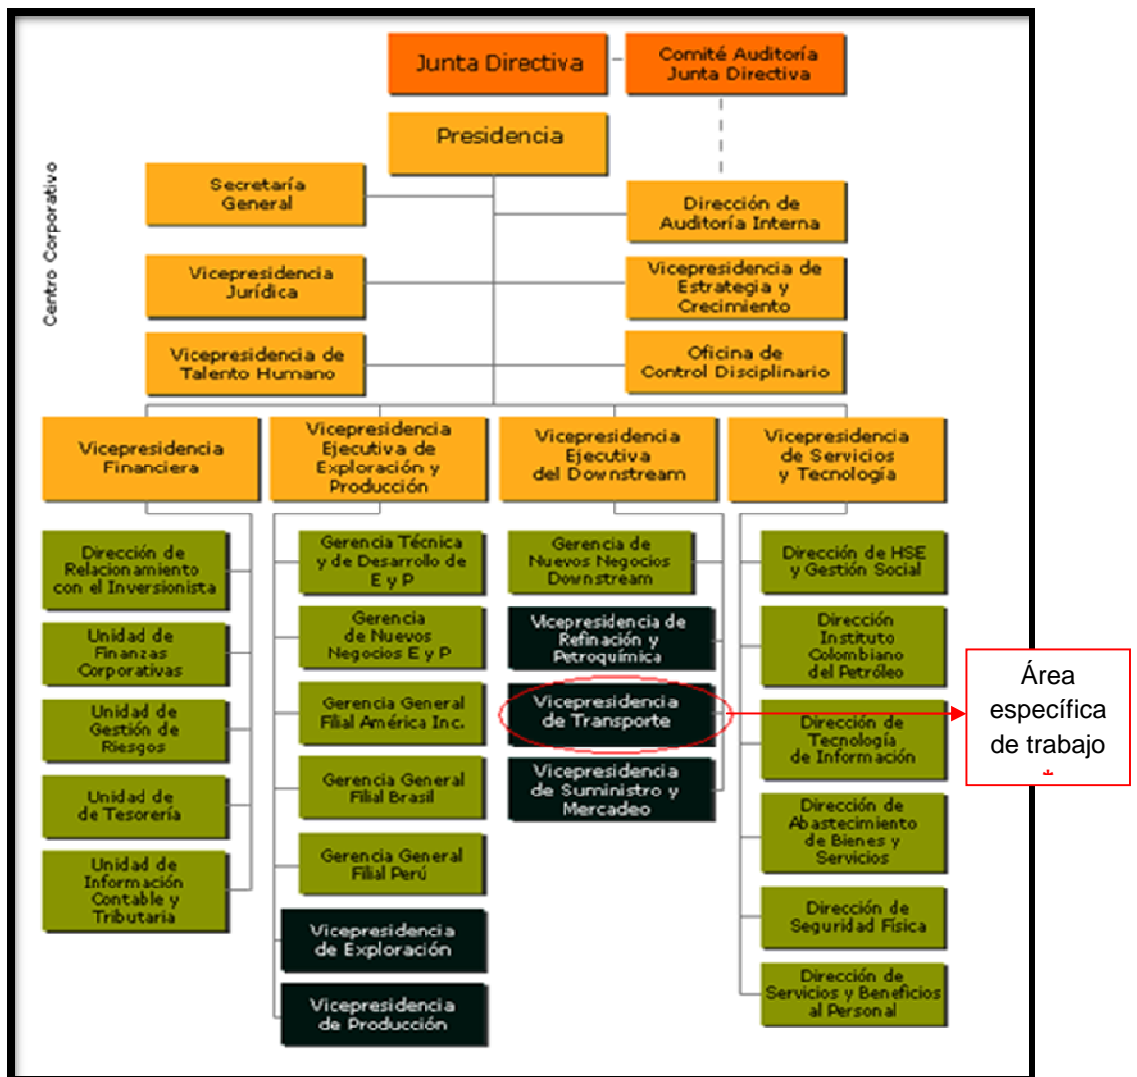 Junta Directiva
Comité Auditoría
Junta Directiva
Presidencia
Centro Corporativo
Secretaría
General
Dirección de
Auditoría Interna
Vicepresidencia
Jurídica
Vicepresidencia de
Estrategia y
Crecimiento
Vicepresidencia de
Talento Humano
Oficina de
Control Disciplinario
Vicepresidencia
Financiera
Vicepresidencia
Ejecutiva de
Exploración y
Producción
Vicepresidencia
Ejecutiva
del Downstream
Vicepresidencia
de Servicios
y Tecnología
Dirección de
Relacionamiento
con el Inversionista
Unidad de
Finanzas
Corporativas
Unidad de
Gestión de
Riesgos
Unidad de
de Tesorería
Unidad de
Información
Contable y
Tributaria
Gerencia Técnica
y de Desarrollo de
E y P
Gerencia
de Nuevos
Negocios E y P
Gerencia General
Filial América Inc.
Gerencia General
Filial Brasil
Gerencia General
Filial Perú
Vicepresidencia
de Exploración
Vicepresidencia
de Producción
Gerencia de
Nuevos Negocios
Downstream
Vicepresidencia de
Refinación y
Petroquímica
Vicepresidencia
de Transporte
Vicepresidencia
de Suministro y
Mercadeo
Dirección de HSE
y Gestión Social
Dirección
Instituto
Colombiano
del Petróleo
Dirección de
Tecnología
de Información
Dirección de
Abastecimiento
de Bienes y
Servicios
Dirección de
Seguridad Física
Dirección de
Servicios y Beneficios
al Personal
Área
específica
de trabajo